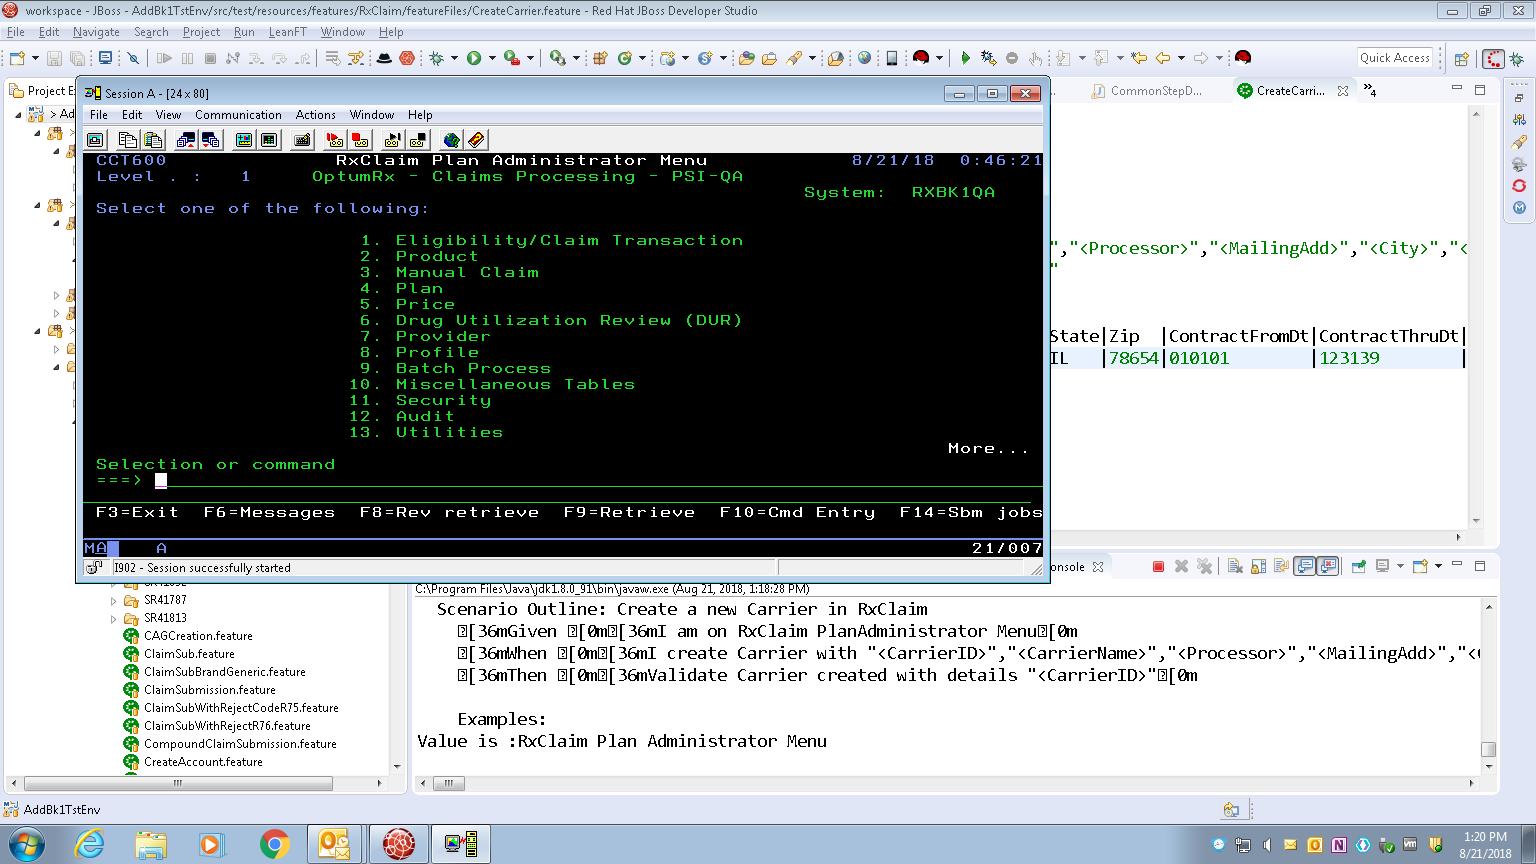 workspace - JBoss - AddBk1TstEnv/src/test/resources/features/RxClaim/featureFiles/CreateCarrier.feature - Red Hat JBoss Developer Studio
File Edit Navigate Search Project Run LeanFT Window Help
Quick Access
Project E
> Ad
CommonStepD...
CreateCarri...
4
Session A - [24 x 80]
File Edit View Communication Actions Window Help
CCT600 RxClaim Plan Administrator Menu 8/21/18 0:46:21
Level . : 1 OptumRx - Claims Processing - PSI-QA
System: RXBK1QA
Select one of the following:
1. Eligibility/Claim Transaction
2. Product
3. Manual Claim
4. Plan
5. Price
6. Drug Utilization Review (DUR)
7. Provider
8. Profile
9. Batch Process
10. Miscellaneous Tables
11. Security
12. Audit
13. Utilities
More...
Selection or command
===>
F3=Exit F6=Messages F8=Rev retrieve F9=Retrieve F10=Cmd Entry F14=Sbm jobs
MA A 21/007
I902 - Session successfully started
","<Processor>","<MailingAdd>","<City>","<
"
State|Zip |ContractFromDt|ContractThruDt|
IL |78654|010101 |123139 |
SR41787
SR41813
CAGCreation.feature
ClaimSub.feature
ClaimSubBrandGeneric.feature
ClaimSubmission.feature
ClaimSubWithRejectCodeR75.feature
ClaimSubWithRejectR76.feature
CompoundClaimSubmission.feature
CreateAccount.feature
onsole
C:\Program Files\Java\jdk1.8.0_91\bin\javaw.exe (Aug 21, 2018, 1:18:28 PM)
Scenario Outline: Create a new Carrier in RxClaim
[36mGiven [0m[36mI am on RxClaim PlanAdministrator Menu[0m
[36mWhen [0m[36mI create Carrier with "<CarrierID>","<CarrierName>","<Processor>","<MailingAdd>","<
[36mThen [0m[36mValidate Carrier created with details "<CarrierID>"[0m
Examples:
Value is :RxClaim Plan Administrator Menu
AddBk1TstEnv
1:20 PM
8/21/2018